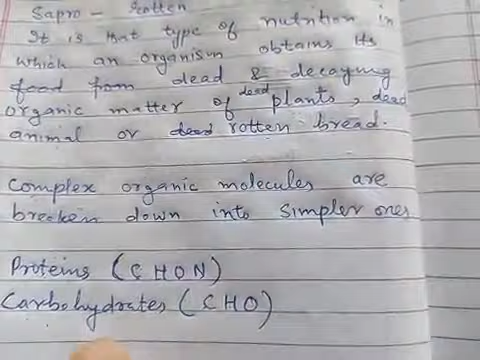 Sapro - Rotten
It is that type of nutrition in
which an organism obtains its
food from dead & decaying
organic matter of dead plants, dead
animal or dead rotten bread.
Complex organic molecules are
breaken down into simpler ones
Proteins (CHON)
Carbohydrates (CHO)